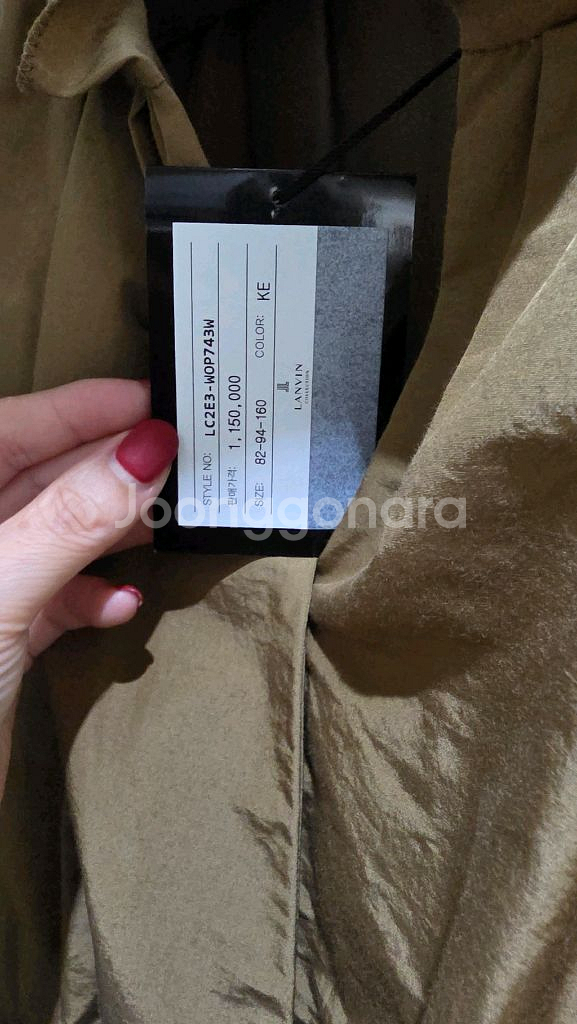 STYLE NO: LC2E3-WOP743W
판매가격: 1,150,000
SIZE: 82-94-160 COLOR: KE
LANVIN
COLLECTION
Joonggonara